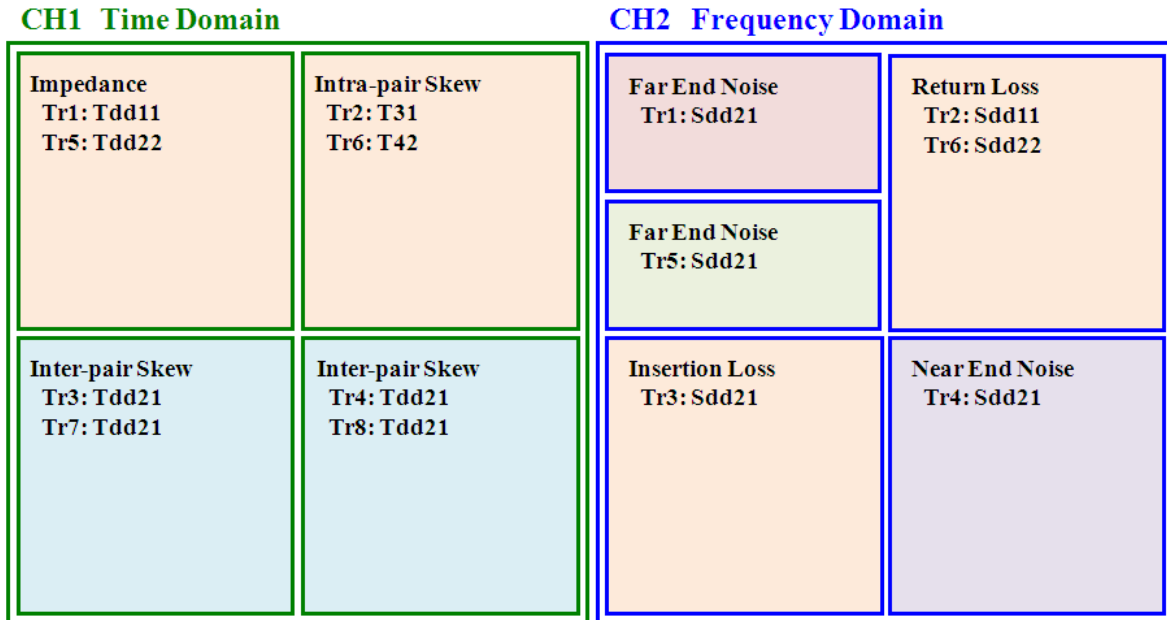 CH1 Time Domain
Impedance
Tr1: Tdd11
Tr5: Tdd22
Intra-pair Skew
Tr2: T31
Tr6: T42
Inter-pair Skew
Tr3: Tdd21
Tr7: Tdd21
Inter-pair Skew
Tr4: Tdd21
Tr8: Tdd21
CH2 Frequency Domain
Far End Noise
Tr1: Sdd21
Return Loss
Tr2: Sdd11
Tr6: Sdd22
Far End Noise
Tr5: Sdd21
Insertion Loss
Tr3: Sdd21
Near End Noise
Tr4: Sdd21